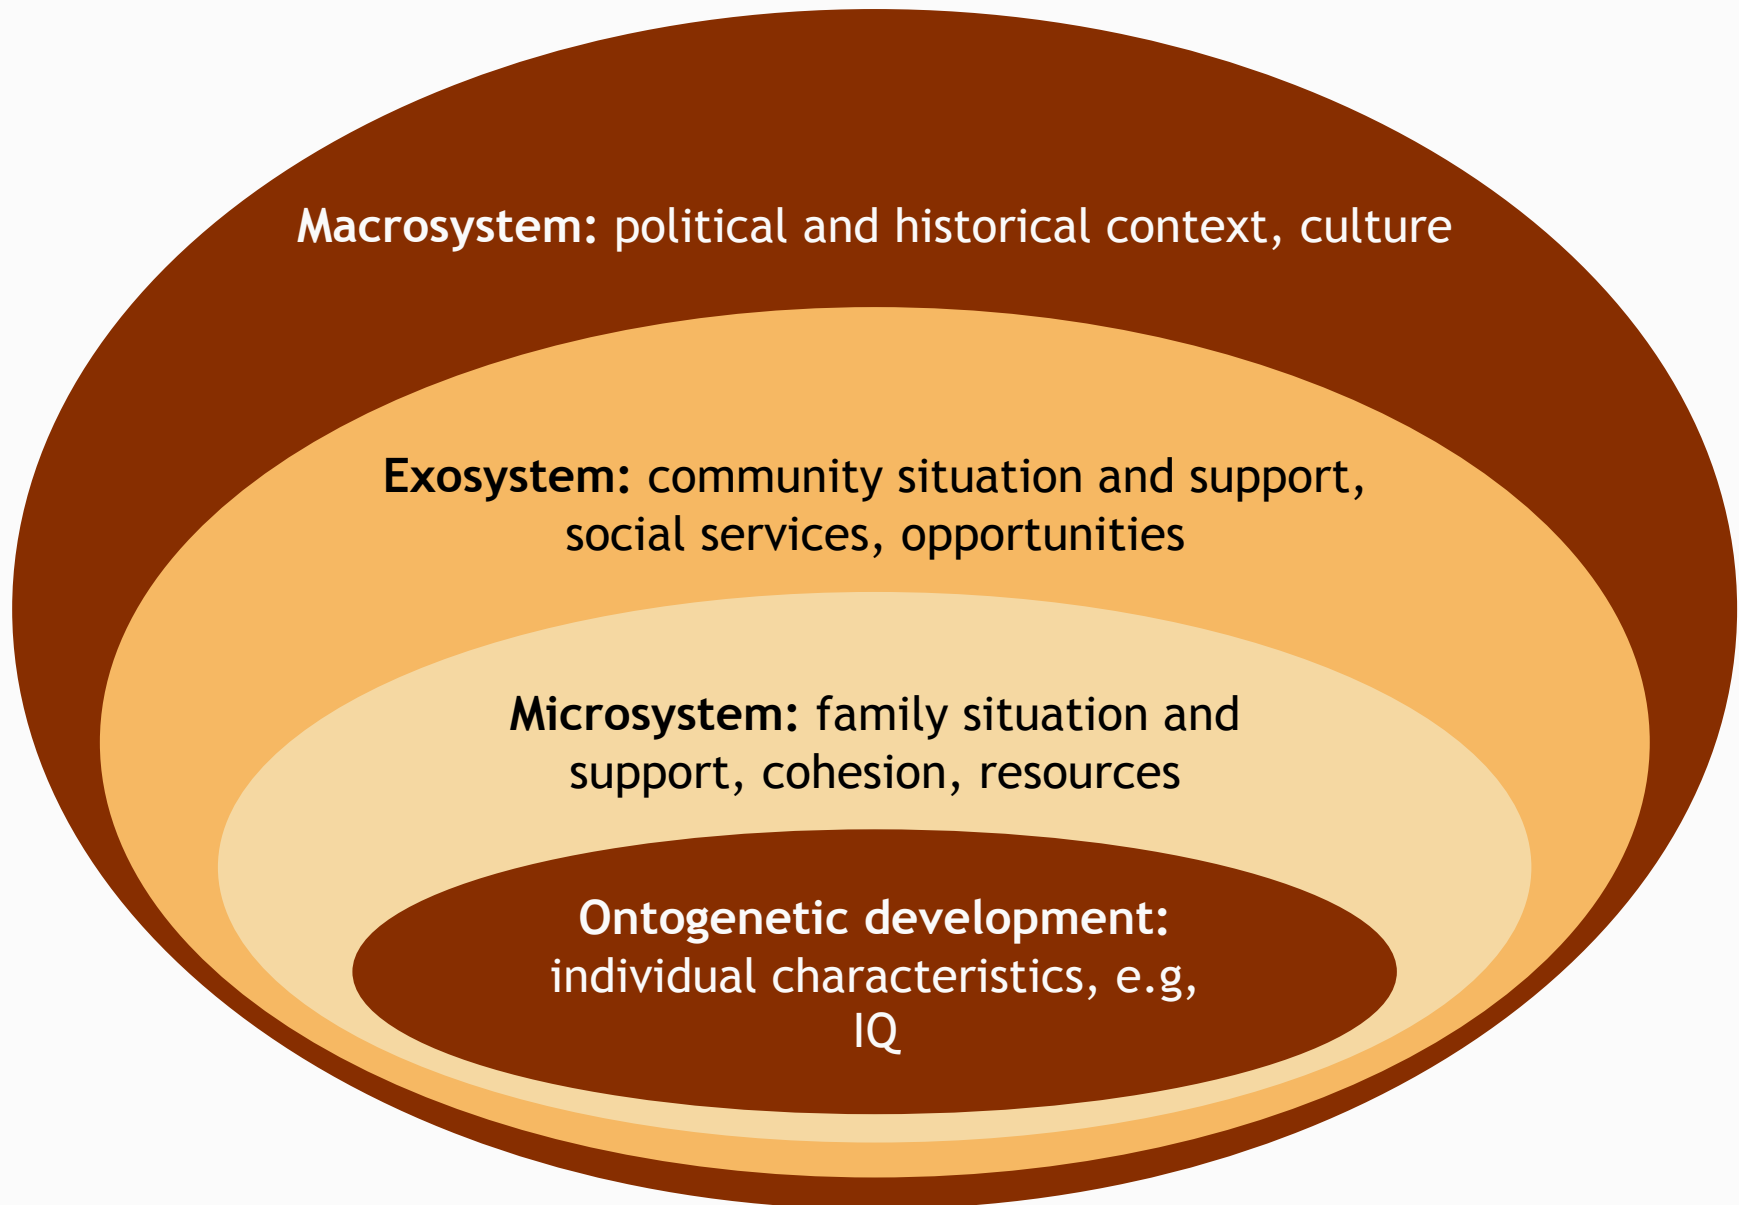 Macrosystem: political and historical context, culture
Exosystem: community situation and support,
social services, opportunities
Microsystem: family situation and
support, cohesion, resources
Ontogenetic development:
individual characteristics, e.g,
IQ